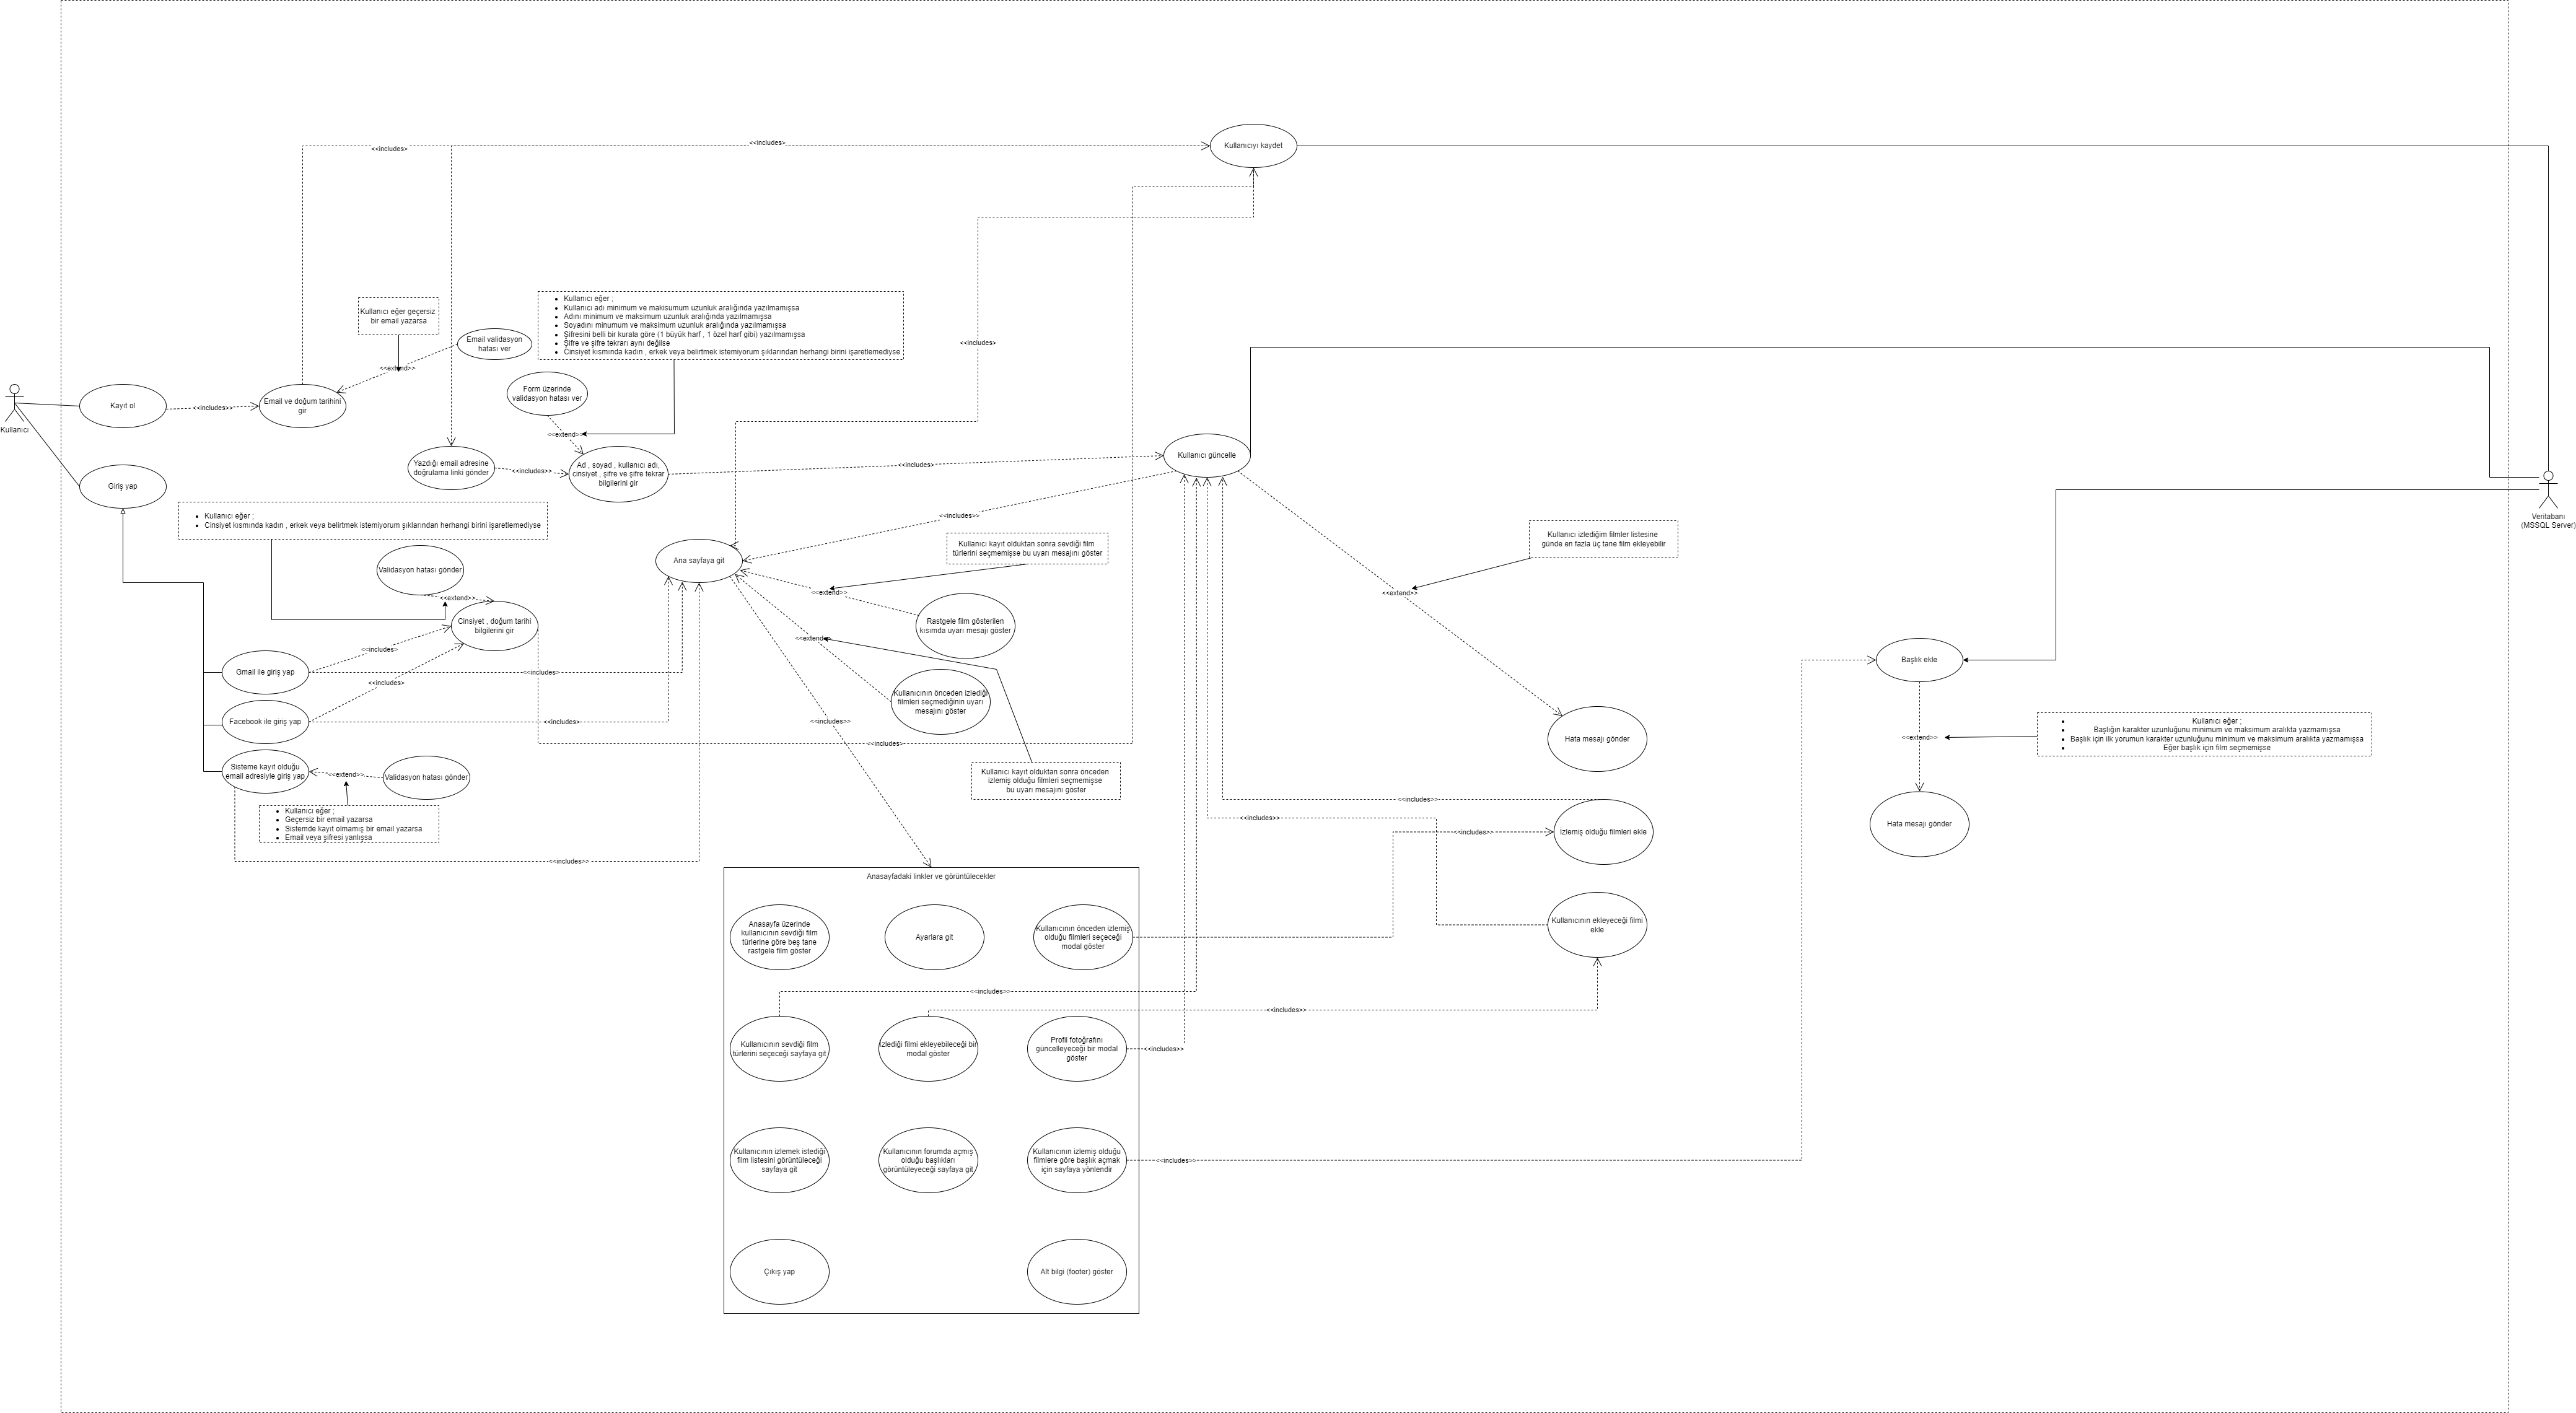 <<includes>
<<includes>
Kullanıcıyı kaydet
Kullanıcı eğer geçersiz
bir email yazarsa
Email validasyon
hatası ver
<<extend>>
Kullanıcı eğer ;
Kullanıcı adı minimum ve makisumum uzunluk aralığında yazılmamışsa
Adını minimum ve maksimum uzunluk aralığında yazılmamışsa
Soyadını minumum ve maksimum uzunluk aralığında yazılmamışsa
Şifresini belli bir kurala göre (1 büyük harf , 1 özel harf gibi) yazılmamışsa
Şifre ve şifre tekrarı aynı değilse
Cinsiyet kısmında kadın , erkek veya belirtmek istemiyorum şıklarından herhangi birini işaretlemediyse
<<includes>
Kullanıcı
Kayıt ol
<<includes>>
Email ve doğum tarihini
gir
Form üzerinde
validasyon hatası ver
<<extend>>
Giriş yap
Yazdığı email adresine
doğrulama linki gönder
<<includes>>
Ad , soyad , kullanıcı adı,
cinsiyet , şifre ve şifre tekrar
bilgilerini gir
<<includes>
Kullanıcı güncelle
Veritabanı
(MSSQL Server)
Kullanıcı eğer ;
Cinsiyet kısmında kadın , erkek veya belirtmek istemiyorum şıklarından herhangi birini işaretlemediyse
<<includes>>
Validasyon hatası gönder
<<extend>>
Cinsiyet , doğum tarihi
bilgilerini gir
Ana sayfaya git
Kullanıcı kayıt olduktan sonra sevdiği film
türlerini seçmemişse bu uyarı mesajını göster
<<extend>>
Rastgele film gösterilen
kısımda uyarı mesajı göster
Kullanıcı izlediğim filmler listesine
günde en fazla üç tane film ekleyebilir
<<extend>>
<<extend>>
<<includes>
Gmail ile giriş yap
<<includes>
<<includes>
Facebook ile giriş yap
<<includes>
Kullanıcının önceden izlediği
filmleri seçmediğinin uyarı
mesajını göster
<<includes>>
<<includes>
Sisteme kayıt olduğu
email adresiyle giriş yap
<<extend>>
Validasyon hatası gönder
Kullanıcı eğer ;
Geçersiz bir email yazarsa
Sistemde kayıt olmamış bir email yazarsa
Email veya şifresi yanlışsa
<<includes>>
Kullanıcı kayıt olduktan sonra önceden
izlemiş olduğu filmleri seçmemişse
bu uyarı mesajını göster
Hata mesajı gönder
Başlık ekle
<<extend>>
Kullanıcı eğer ;
Başlığın karakter uzunluğunu minimum ve maksimum aralıkta yazmamışsa
Başlık için ilk yorumun karakter uzunluğunu minimum ve maksimum aralıkta yazmamışsa
Eğer başlık için film seçmemişse
Hata mesajı gönder
<<includes>>
<<includes>>
<<includes>>
İzlemiş olduğu filmleri ekle
Anasayfadaki linkler ve görüntülecekler
Anasayfa üzerinde
kullanıcının sevdiği film
türlerine göre beş tane
rastgele film göster
Ayarlara git
Kullanıcının önceden izlemiş
olduğu filmleri seçeceği
modal göster
Kullanıcının ekleyeceği filmi
ekle
<<includes>>
<<includes>>
Kullanıcının sevdiği film
türlerini seçeceği sayfaya git
İzlediği filmi ekleyebileceği bir
modal göster
Profil fotoğrafını
güncelleyeceği bir modal
göster
<<includes>>
Kullanıcının izlemek istediği
film listesini görüntüleceği
sayfaya git
Kullanıcının forumda açmış
olduğu başlıkları
görüntüleyeceği sayfaya git
Kullanıcının izlemiş olduğu
filmlere göre başlık açmak
için sayfaya yönlendir
<<includes>>
Çıkış yap
Alt bilgi (footer) göster